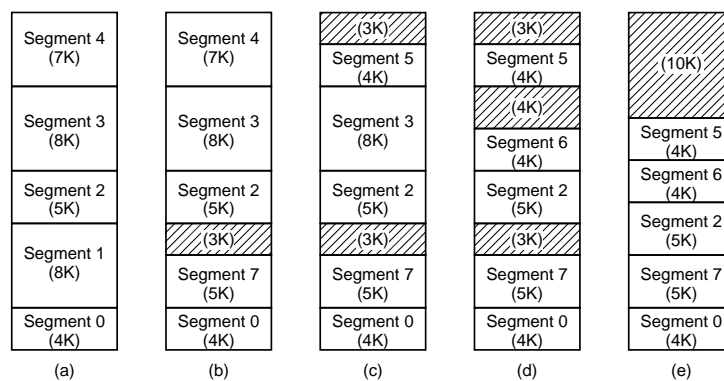 Segment 4
(7K)
Segment 3
(8K)
Segment 2
(5K)
Segment 1
(8K)
Segment 0
(4K)
(a)
Segment 4
(7K)
Segment 3
(8K)
Segment 2
(5K)
(3K)
Segment 7
(5K)
Segment 0
(4K)
(b)
(3K)
Segment 5
(4K)
Segment 3
(8K)
Segment 2
(5K)
(3K)
Segment 7
(5K)
Segment 0
(4K)
(c)
(3K)
Segment 5
(4K)
(4K)
Segment 6
(4K)
Segment 2
(5K)
(3K)
Segment 7
(5K)
Segment 0
(4K)
(d)
(10K)
Segment 5
(4K)
Segment 6
(4K)
Segment 2
(5K)
Segment 7
(5K)
Segment 0
(4K)
(e)